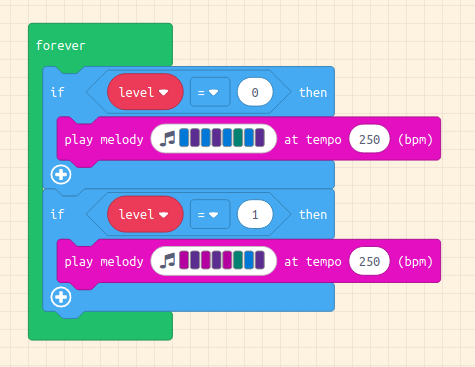 forever
if level = 0 then
play melody at tempo 250 (bpm)
if level = 1 then
play melody at tempo 250 (bpm)